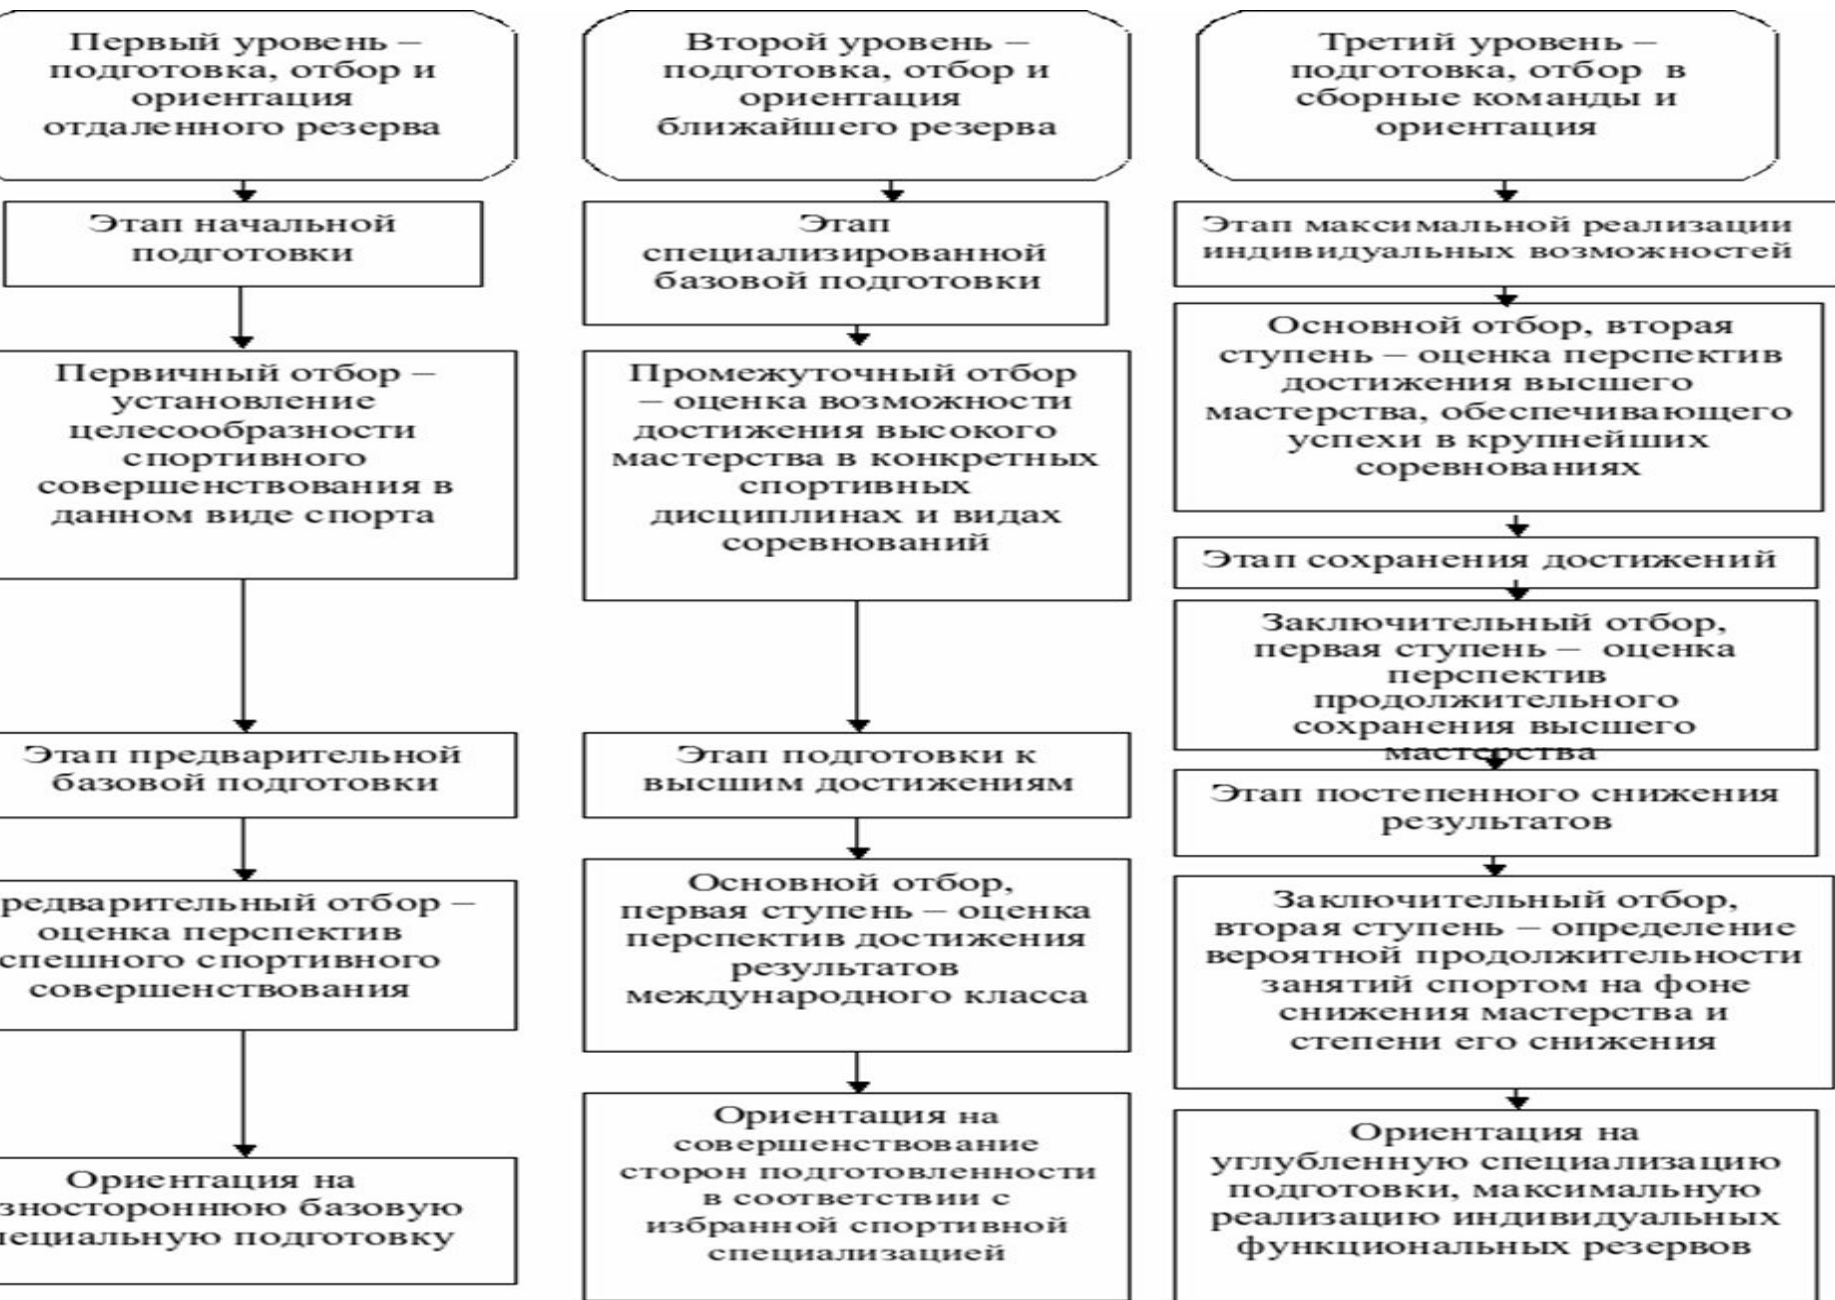 Первый уровень –
подготовка, отбор и
ориентация
отдаленного резерва
Этап начальной
подготовки
Первичный отбор –
установление
целесообразности
спортивного
совершенствования в
данном виде спорта
Этап предварительной
базовой подготовки
редварительный отбор –
оценка перспектив
спешного спортивного
совершенствования
Ориентация на
зностороннюю базовую
ециальную подготовку
Второй уровень –
подготовка, отбор и
ориентация
ближайшего резерва
Этап
специализированной
базовой подготовки
Промежуточный отбор
– оценка возможности
достижения высокого
мастерства в конкретных
спортивных
дисциплинах и видах
соревнований
Этап подготовки к
высшим достижениям
Основной отбор,
первая ступень – оценка
перспектив достижения
результатов
международного класса
Ориентация на
совершенствование
сторон подготовленности
в соответствии с
избранной спортивной
специализацией
Третий уровень –
подготовка, отбор в
сборные команды и
ориентация
Этап максимальной реализации
индивидуальных возможностей
Основной отбор, вторая
ступень – оценка перспектив
достижения высшего
мастерства, обеспечивающего
успехи в крупнейших
соревнованиях
Этап сохранения достижений
Заключительный отбор,
первая ступень – оценка
перспектив
продолжительного
сохранения высшего
мастерства
Этап постепенного снижения
результатов
Заключительный отбор,
вторая ступень – определение
вероятной продолжительности
занятий спортом на фоне
снижения мастерства и
степени его снижения
Ориентация на
углубленную специализацию
подготовки, максимальную
реализацию индивидуальных
функциональных резервов